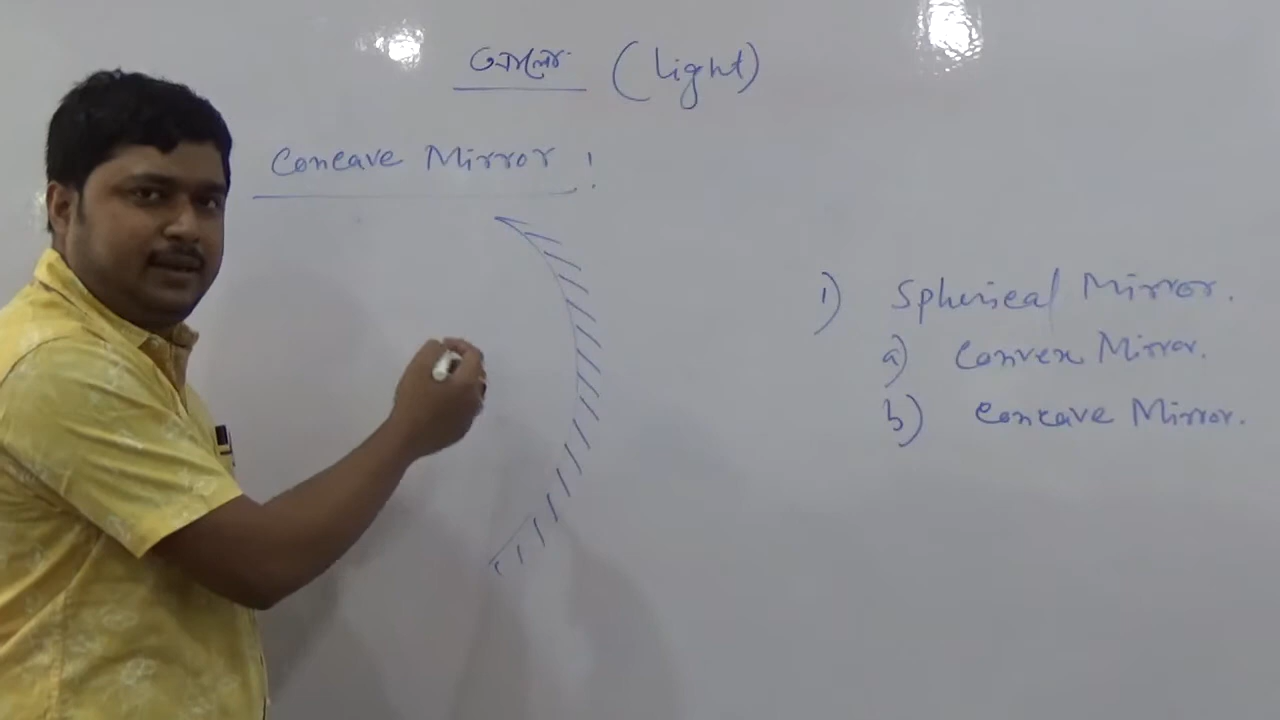 আলো (Light)
Concave Mirror :
1) Spherical Mirror.
a) Convex Mirror.
b) Concave Mirror.